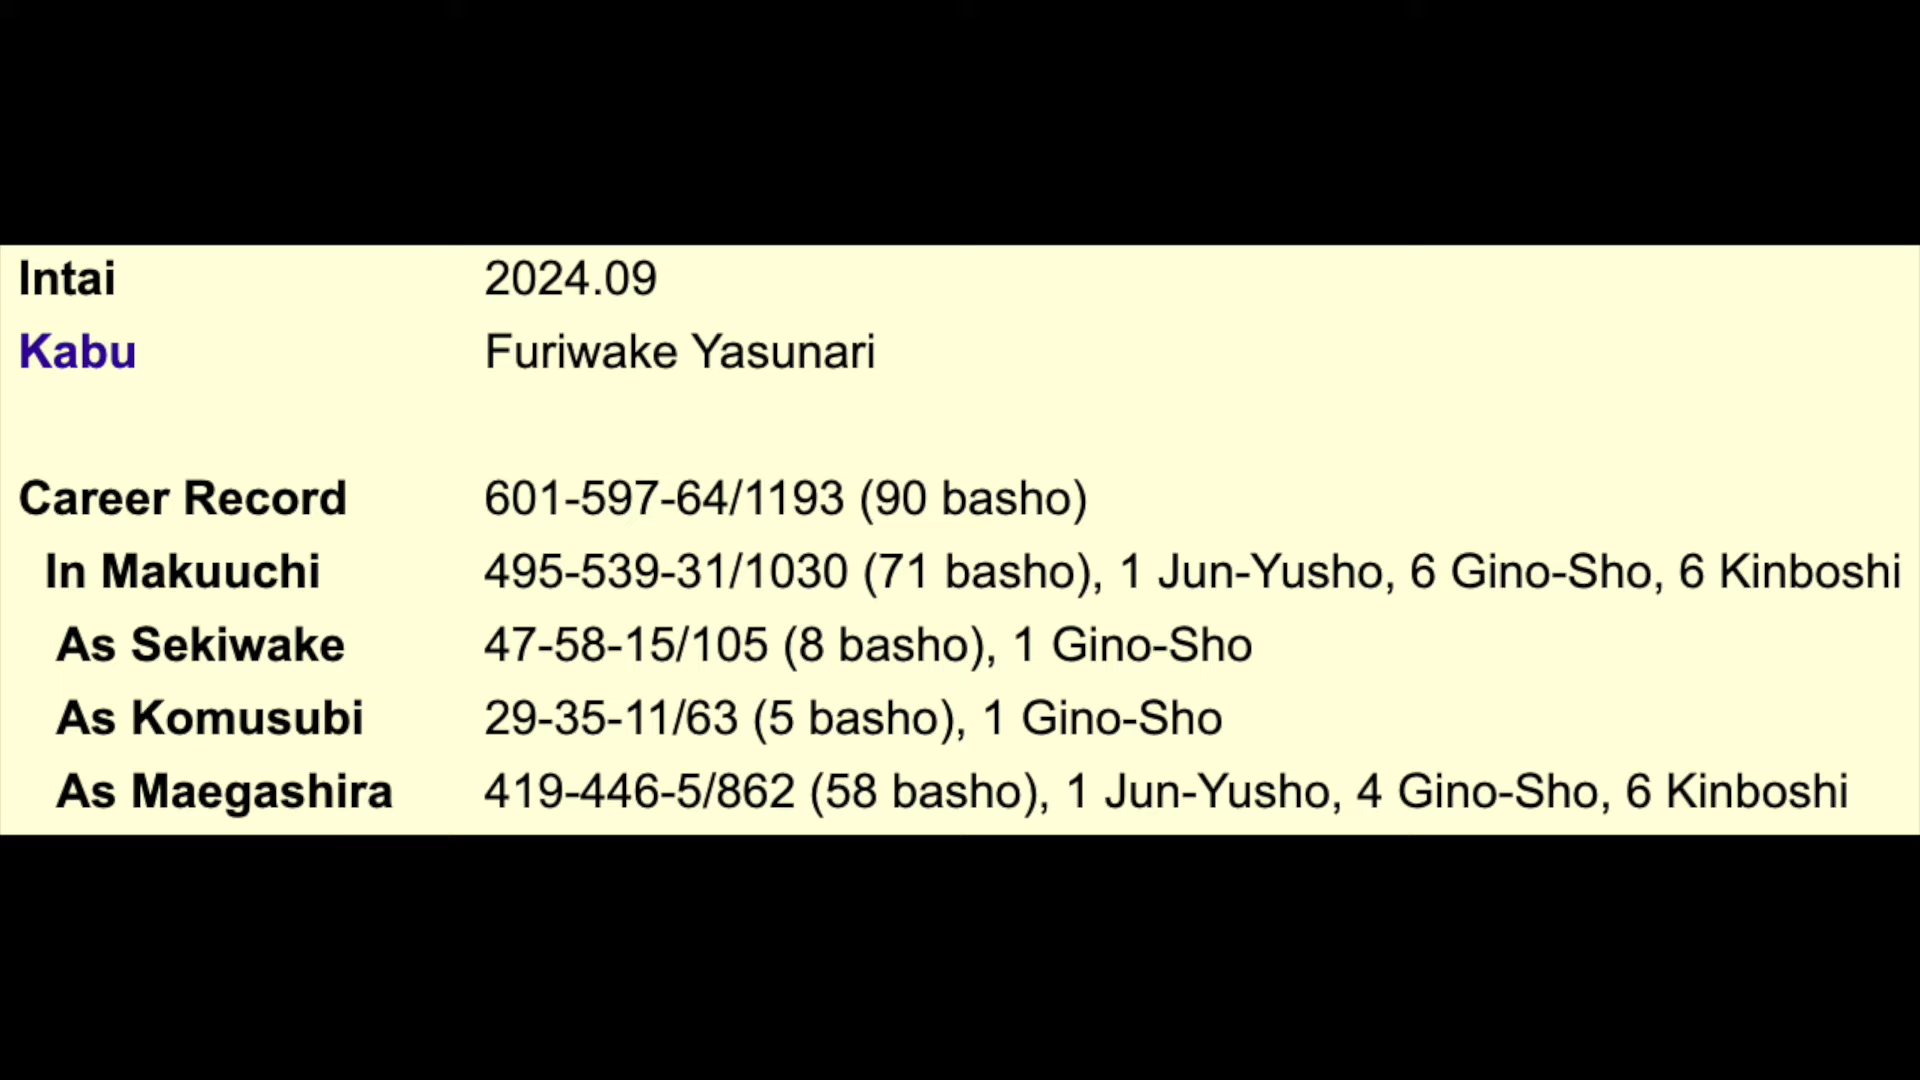 Intai 2024.09
Kabu Furiwake Yasunari
Career Record 601-597-64/1193 (90 basho)
In Makuuchi 495-539-31/1030 (71 basho), 1 Jun-Yusho, 6 Gino-Sho, 6 Kinboshi
As Sekiwake 47-58-15/105 (8 basho), 1 Gino-Sho
As Komusubi 29-35-11/63 (5 basho), 1 Gino-Sho
As Maegashira 419-446-5/862 (58 basho), 1 Jun-Yusho, 4 Gino-Sho, 6 Kinboshi